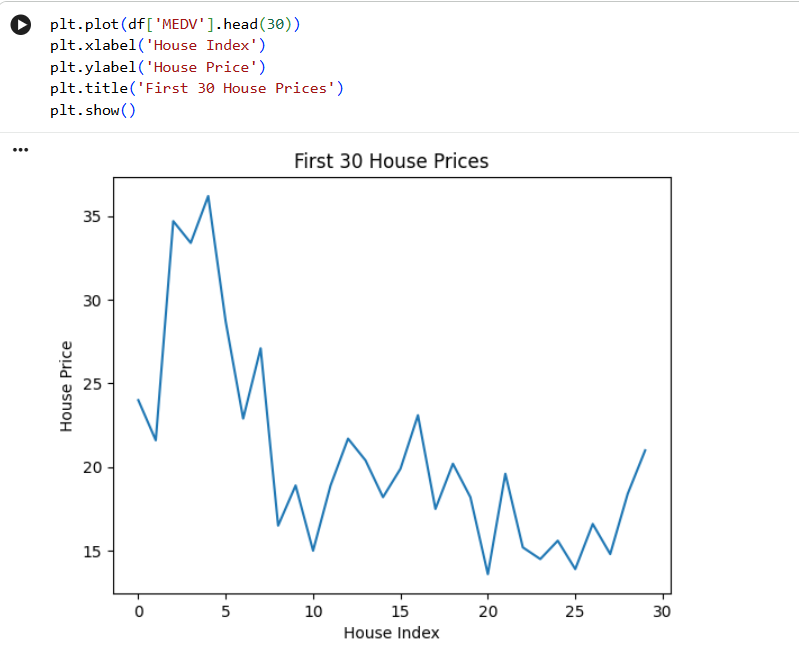 plt.plot(df['MEDV'].head(30))
plt.xlabel('House Index')
plt.ylabel('House Price')
plt.title('First 30 House Prices')
plt.show()
...
First 30 House Prices
35
30
25
20
15
House Price
0 5 10 15 20 25 30
House Index